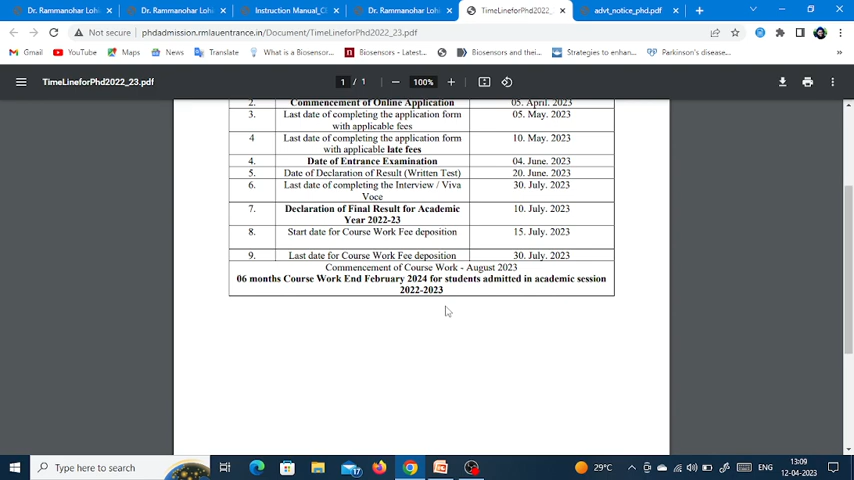 Dr. Rammanohar Lohi
Dr. Rammanohar Lohi
Instruction Manual_C
Dr. Rammanohar Lohi
TimeLineforPhd2022_
advt_notice_phd.pdf
Not secure
phdadmission.rmlauentrance.in/Document/TimeLineforPhd2022_23.pdf
Gmail YouTube Maps News Translate What is a Biosensor... Biosensors - Latest... Biosensors and thei... Strategies to enhan... Parkinson's disease...
TimeLineforPhd2022_23.pdf 1 / 1 100%
2. Commencement of Online Application 05. April. 2023
3. Last date of completing the application form 05. May. 2023
with applicable fees
4 Last date of completing the application form 10. May. 2023
with applicable late fees
4. Date of Entrance Examination 04. June. 2023
5. Date of Declaration of Result (Written Test) 20. June. 2023
6. Last date of completing the Interview / Viva 30. July. 2023
Voce
7. Declaration of Final Result for Academic 10. July. 2023
Year 2022-23
8. Start date for Course Work Fee deposition 15. July. 2023
9. Last date for Course Work Fee deposition 30. July. 2023
Commencement of Course Work - August 2023
06 months Course Work End February 2024 for students admitted in academic session
2022-2023
Type here to search
17
29°C
ENG
13:09
12-04-2023